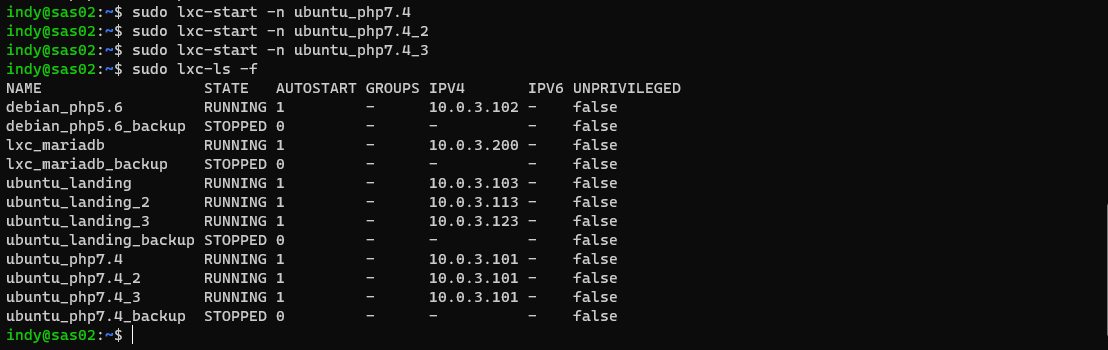 indy@sas02:~$ sudo lxc-start -n ubuntu_php7.4
indy@sas02:~$ sudo lxc-start -n ubuntu_php7.4_2
indy@sas02:~$ sudo lxc-start -n ubuntu_php7.4_3
indy@sas02:~$ sudo lxc-ls -f
NAME                  STATE   AUTOSTART GROUPS IPV4       IPV6 UNPRIVILEGED
debian_php5.6         RUNNING 1         -      10.0.3.102 -    false
debian_php5.6_backup  STOPPED 0         -      -          -    false
lxc_mariadb           RUNNING 1         -      10.0.3.200 -    false
lxc_mariadb_backup    STOPPED 0         -      -          -    false
ubuntu_landing        RUNNING 1         -      10.0.3.103 -    false
ubuntu_landing_2      RUNNING 1         -      10.0.3.113 -    false
ubuntu_landing_3      RUNNING 1         -      10.0.3.123 -    false
ubuntu_landing_backup STOPPED 0         -      -          -    false
ubuntu_php7.4         RUNNING 1         -      10.0.3.101 -    false
ubuntu_php7.4_2       RUNNING 1         -      10.0.3.101 -    false
ubuntu_php7.4_3       RUNNING 1         -      10.0.3.101 -    false
ubuntu_php7.4_backup  STOPPED 0         -      -          -    false
indy@sas02:~$